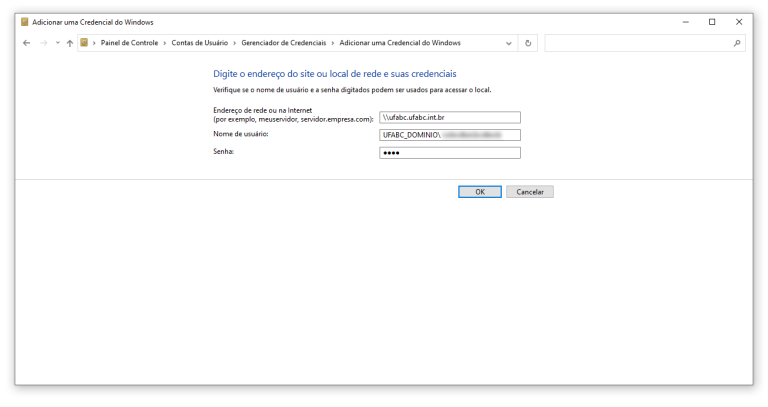 Adicionar uma Credencial do Windows
Painel de Controle > Contas de Usuário > Gerenciador de Credenciais > Adicionar uma Credencial do Windows
Digite o endereço do site ou local de rede e suas credenciais
Verifique se o nome de usuário e a senha digitados podem ser usados para acessar o local.
Endereço de rede ou na Internet
(por exemplo, meuservidor, servidor.empresa.com): \\ufabc.ufabc.int.br
Nome de usuário: UFABC_DOMINIO\
Senha: ●●●●
OK Cancelar